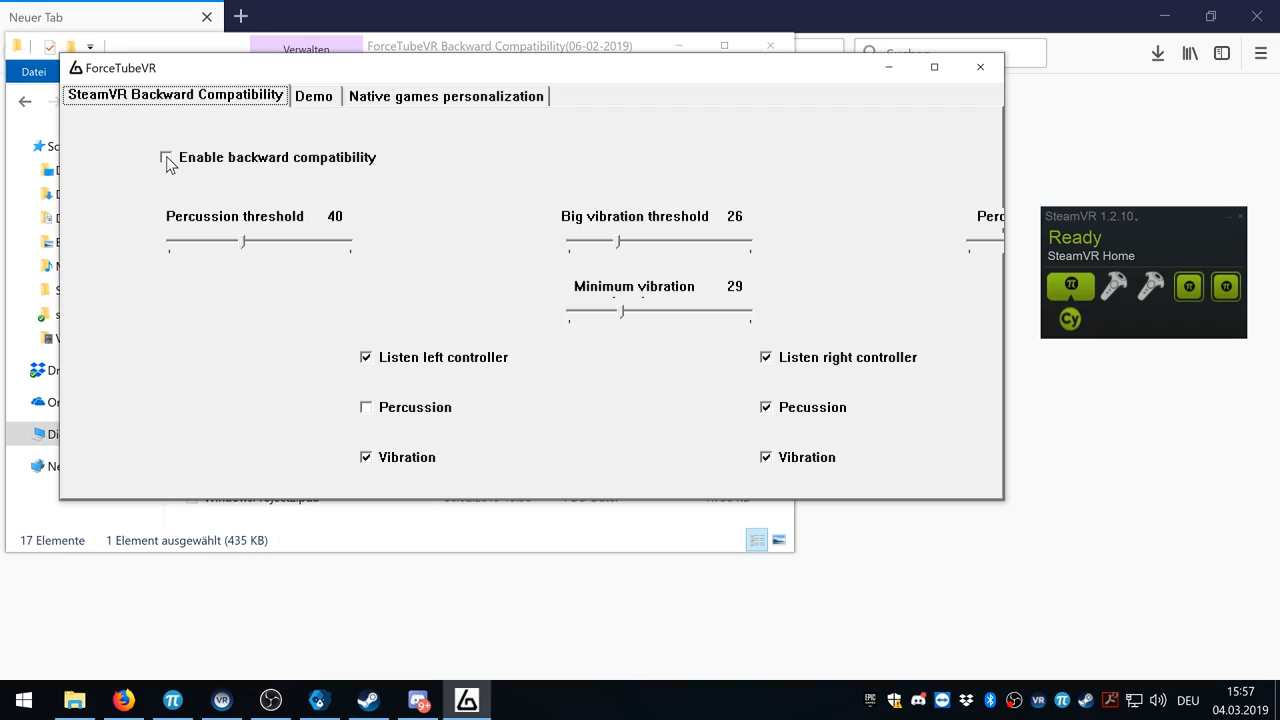 Neuer Tab
Verwalten ForceTubeVR Backward Compatibility(06-02-2019)
Datei
ForceTubeVR
SteamVR Backward Compatibility Demo Native games personalization
Enable backward compatibility
Percussion threshold 40 Big vibration threshold 26 Perc
Minimum vibration 29
Listen left controller Listen right controller
Percussion Pecussion
Vibration Vibration
17 Elemente 1 Element ausgewählt (435 KB)
SteamVR 1.2.10.
Ready
SteamVR Home
Cy
DEU
15:57
04.03.2019